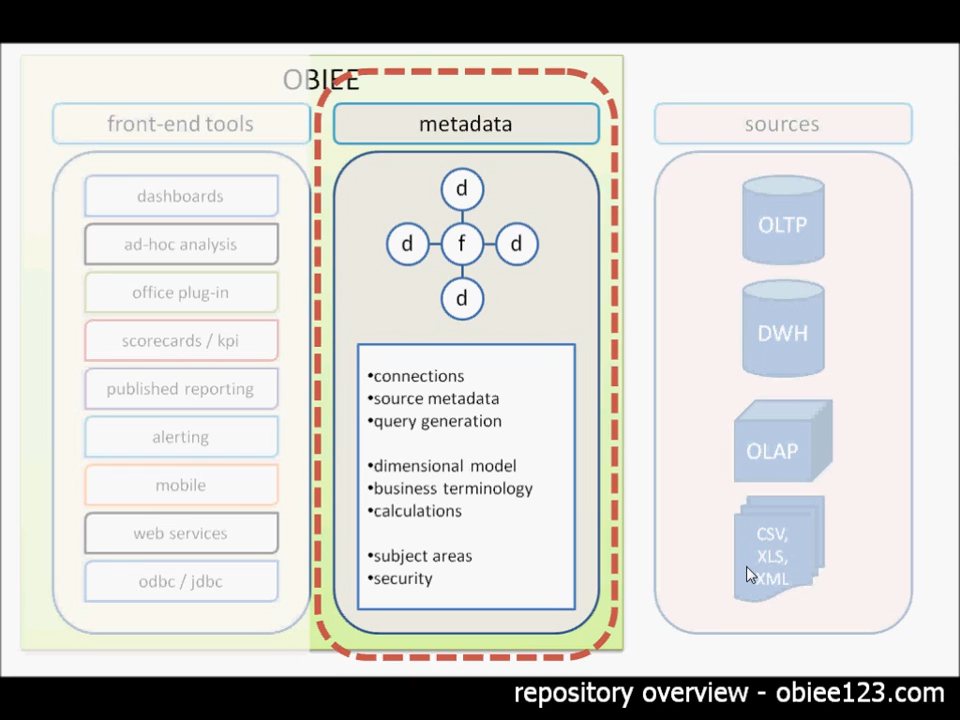 OBIEE
front-end tools
dashboards
ad-hoc analysis
office plug-in
scorecards / kpi
published reporting
alerting
mobile
web services
odbc / jdbc
metadata
d
d f d
d
•connections
•source metadata
•query generation
•dimensional model
•business terminology
•calculations
•subject areas
•security
sources
OLTP
DWH
OLAP
CSV,
XLS,
XML
repository overview - obiee123.com